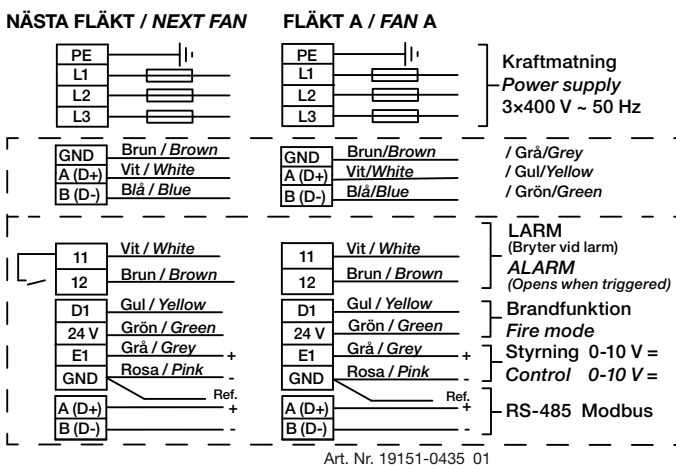 NÄSTA FLÄKT / NEXT FAN
PE
L1
L2
L3
GND Brun / Brown
A (D+) Vit / White
B (D-) Blå / Blue
11 Vit / White
12 Brun / Brown
D1 Gul / Yellow
24 V Grön / Green
E1 Grå / Grey +
GND Rosa / Pink -
Ref.
A (D+) +
B (D-) -
FLÄKT A / FAN A
PE
L1
L2
L3
GND Brun/Brown
A (D+) Vit/White
B (D-) Blå/Blue
11 Vit / White
12 Brun / Brown
D1 Gul / Yellow
24 V Grön / Green
E1 Grå / Grey +
GND Rosa / Pink -
Ref.
A (D+) +
B (D-) -
Kraftmatning
Power supply
3×400 V ~ 50 Hz
/ Grå/Grey
/ Gul/Yellow
/ Grön/Green
LARM
(Bryter vid larm)
ALARM
(Opens when triggered)
Brandfunktion
Fire mode
Styrning 0-10 V =
Control 0-10 V =
RS-485 Modbus
Art. Nr. 19151-0435 01